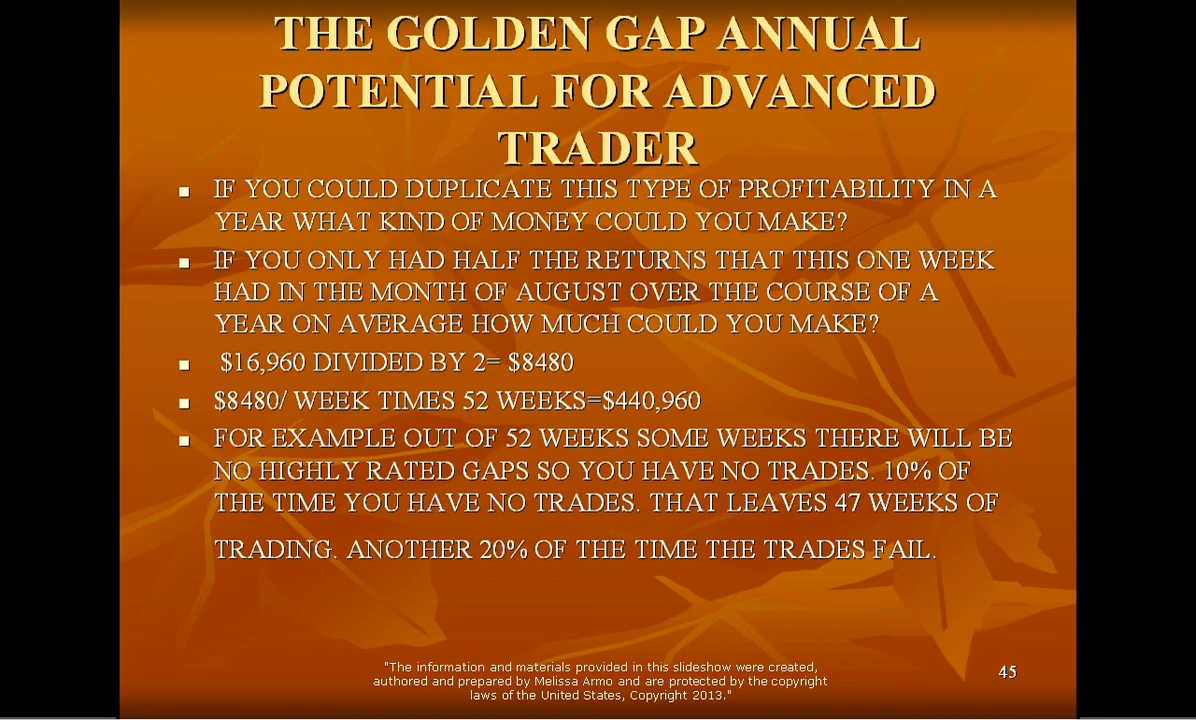 THE GOLDEN GAP ANNUAL
POTENTIAL FOR ADVANCED
TRADER
■ IF YOU COULD DUPLICATE THIS TYPE OF PROFITABILITY IN A
YEAR WHAT KIND OF MONEY COULD YOU MAKE?
■ IF YOU ONLY HAD HALF THE RETURNS THAT THIS ONE WEEK
HAD IN THE MONTH OF AUGUST OVER THE COURSE OF A
YEAR ON AVERAGE HOW MUCH COULD YOU MAKE?
■ $16,960 DIVIDED BY 2= $8480
■ $8480/ WEEK TIMES 52 WEEKS=$440,960
■ FOR EXAMPLE OUT OF 52 WEEKS SOME WEEKS THERE WILL BE
NO HIGHLY RATED GAPS SO YOU HAVE NO TRADES. 10% OF
THE TIME YOU HAVE NO TRADES. THAT LEAVES 47 WEEKS OF
TRADING. ANOTHER 20% OF THE TIME THE TRADES FAIL.
"The information and materials provided in this slideshow were created,
authored and prepared by Melissa Armo and are protected by the copyright
laws of the United States, Copyright 2013."
45